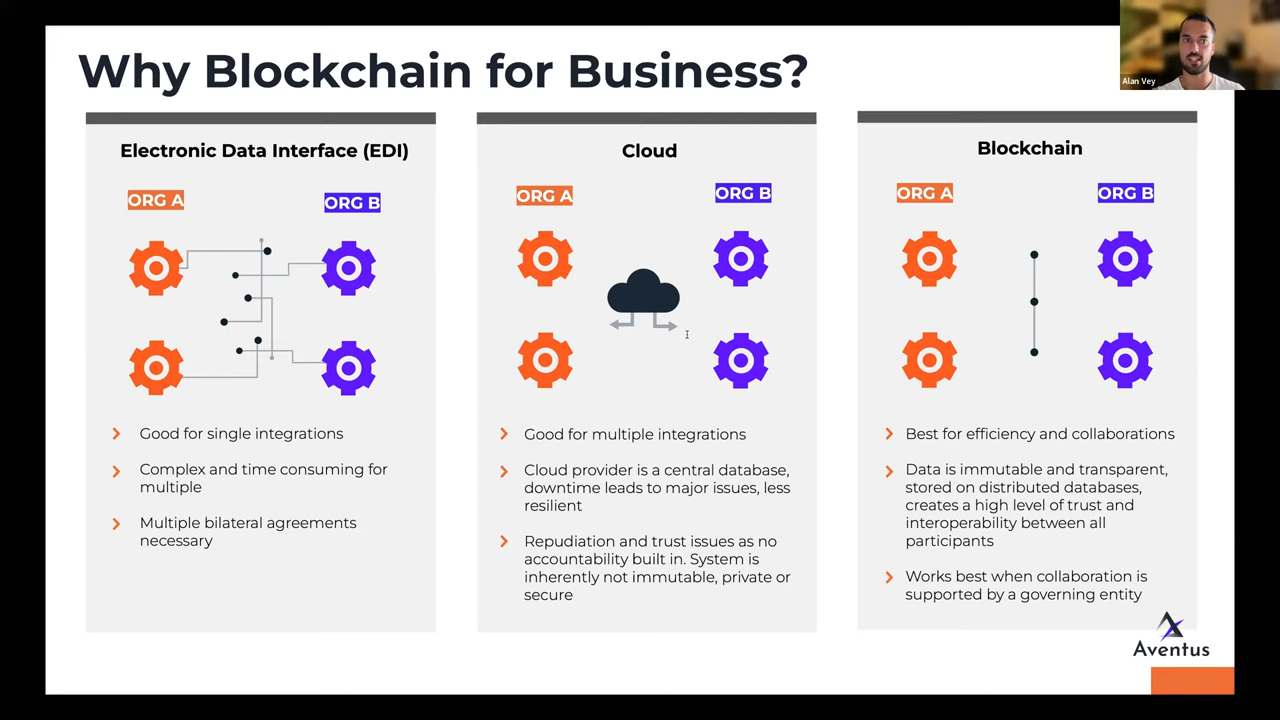 Why Blockchain for Business?
Alan Vey
Electronic Data Interface (EDI)
ORG A
ORG B
Good for single integrations
Complex and time consuming for
multiple
Multiple bilateral agreements
necessary
Cloud
ORG A
ORG B
Good for multiple integrations
Cloud provider is a central database,
downtime leads to major issues, less
resilient
Repudiation and trust issues as no
accountability built in. System is
inherently not immutable, private or
secure
Blockchain
ORG A
ORG B
Best for efficiency and collaborations
Data is immutable and transparent,
stored on distributed databases,
creates a high level of trust and
interoperability between all
participants
Works best when collaboration is
supported by a governing entity
Aventus